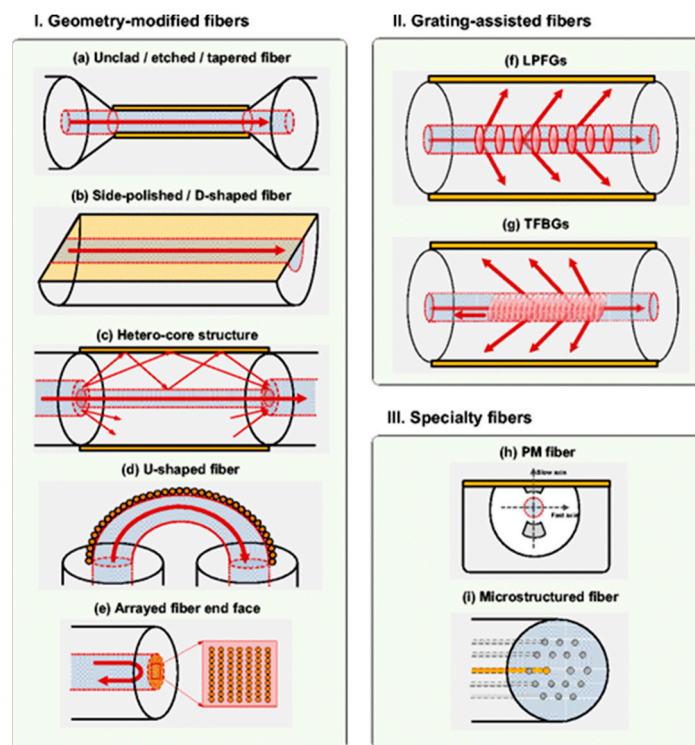 I. Geometry-modified fibers
(a) Unclad / etched / tapered fiber
(b) Side-polished / D-shaped fiber
(c) Hetero-core structure
(d) U-shaped fiber
(e) Arrayed fiber end face
II. Grating-assisted fibers
(f) LPFGs
(g) TFBGs
III. Specialty fibers
(h) PM fiber
Slow axis
Fast axis
(i) Microstructured fiber